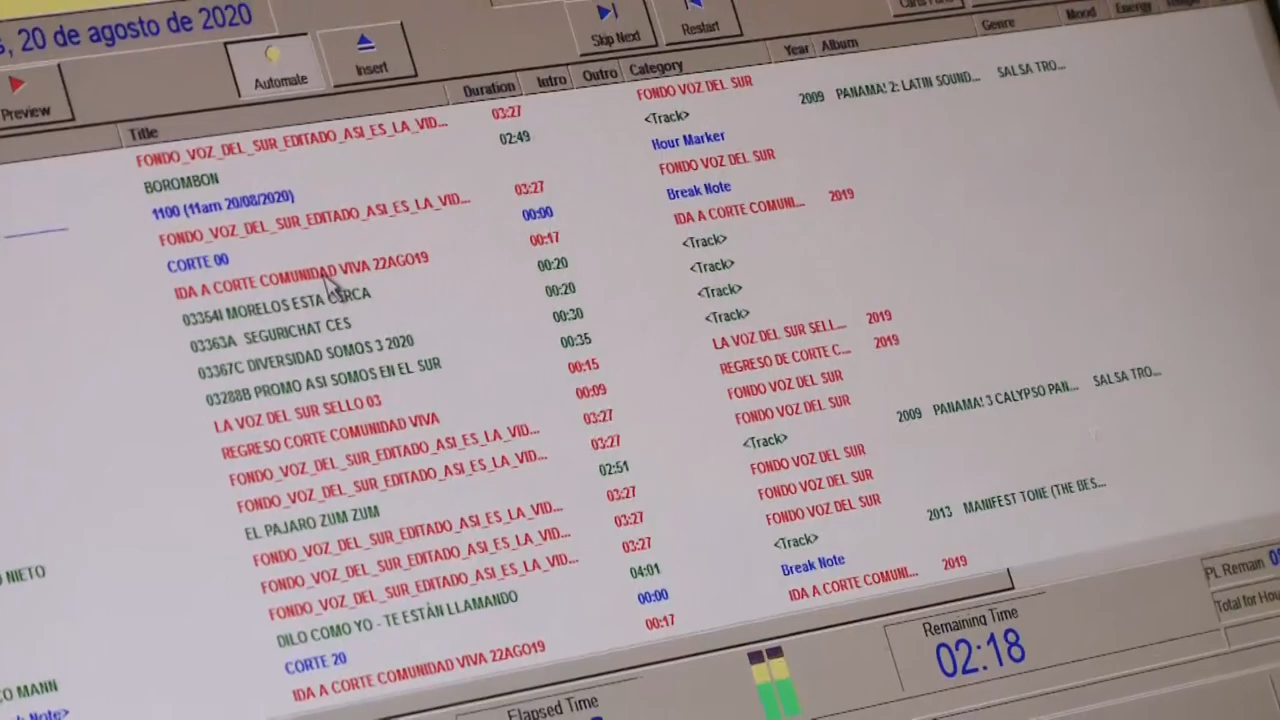 s, 20 de agosto de 2020
Preview
Automate
Insert
Skip Next
Restart
Title Duration Intro Outro Category Year Album Genre Mood Energy
FONDO_VOZ_DEL_SUR_EDITADO_ASI_ES_LA_VID... 03:27 FONDO VOZ DEL SUR
BOROMBON 02:49 <Track> 2009 PANAMA! 2: LATIN SOUND... SALSA TRO...
1100 (11am 20/08/2020) Hour Marker
FONDO_VOZ_DEL_SUR_EDITADO_ASI_ES_LA_VID... 03:27 FONDO VOZ DEL SUR
CORTE 00 00:00 Break Note
IDA A CORTE COMUNIDAD VIVA 22AGO19 00:17 IDA A CORTE COMUNI... 2019
03354I MORELOS ESTA CERCA 00:20 <Track>
03363A SEGURICHAT CES 00:20 <Track>
03367C DIVERSIDAD SOMOS 3 2020 00:30 <Track>
03288B PROMO ASI SOMOS EN EL SUR 00:35 <Track>
LA VOZ DEL SUR SELLO 03 00:15 LA VOZ DEL SUR SELL... 2019
REGRESO CORTE COMUNIDAD VIVA 00:09 REGRESO DE CORTE C... 2019
FONDO_VOZ_DEL_SUR_EDITADO_ASI_ES_LA_VID... 03:27 FONDO VOZ DEL SUR
FONDO_VOZ_DEL_SUR_EDITADO_ASI_ES_LA_VID... 03:27 FONDO VOZ DEL SUR
EL PAJARO ZUM ZUM 02:51 <Track> 2009 PANAMA! 3 CALYPSO PAN... SALSA TRO...
FONDO_VOZ_DEL_SUR_EDITADO_ASI_ES_LA_VID... 03:27 FONDO VOZ DEL SUR
FONDO_VOZ_DEL_SUR_EDITADO_ASI_ES_LA_VID... 03:27 FONDO VOZ DEL SUR
O NIETO FONDO_VOZ_DEL_SUR_EDITADO_ASI_ES_LA_VID... 03:27 FONDO VOZ DEL SUR
DILO COMO YO - TE ESTÁN LLAMANDO 04:01 <Track> 2013 MANIFEST TONE (THE BES...
CORTE 20 00:00 Break Note
CO MANN IDA A CORTE COMUNIDAD VIVA 22AGO19 00:17 IDA A CORTE COMUNI... 2019
Note>
Elapsed Time
Remaining Time
02:18
PL Remain
Total for Hou